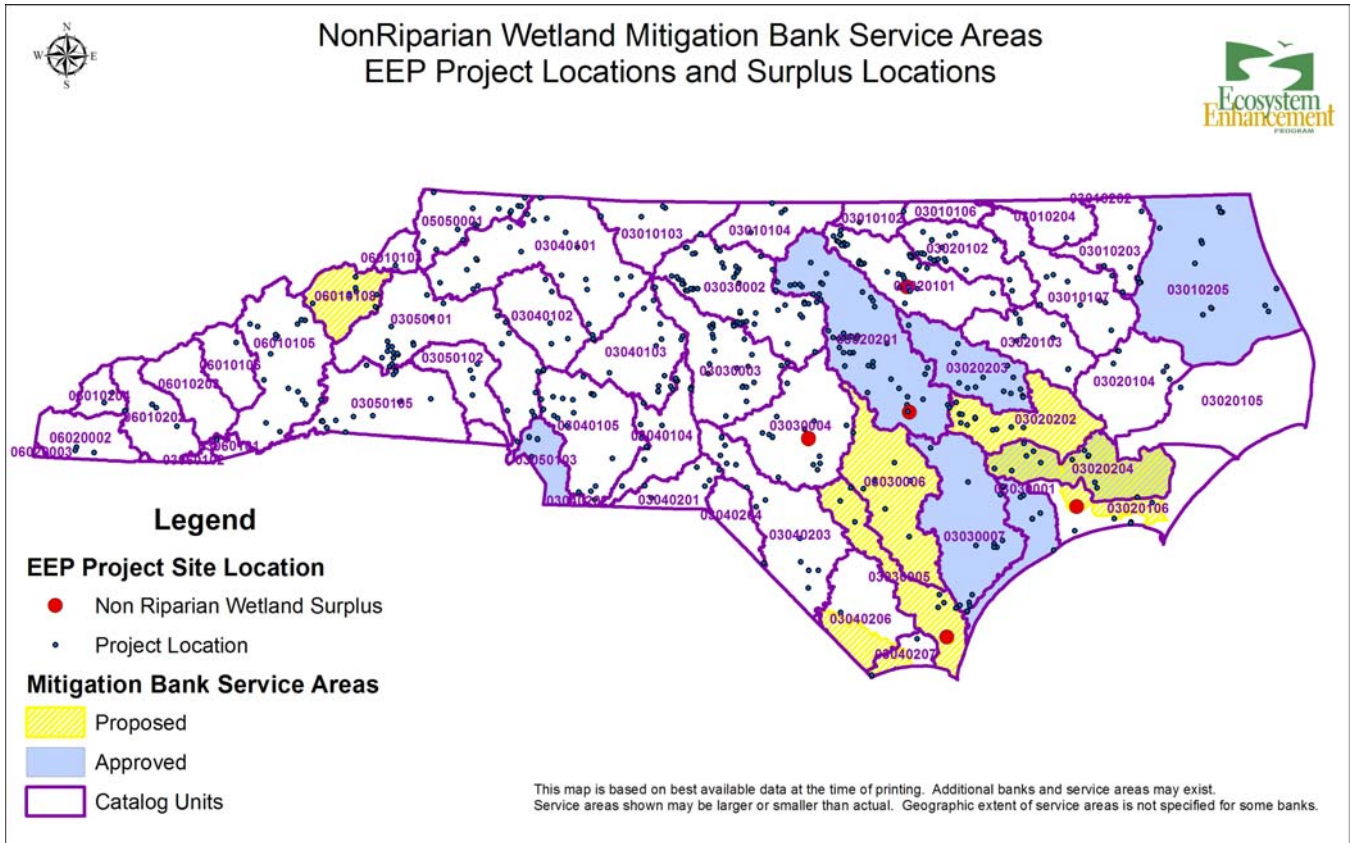 NonRiparian Wetland Mitigation Bank Service Areas
EEP Project Locations and Surplus Locations
N
W E
S
Ecosystem
Enhancement
PROGRAM
03010202
05050001
03010103
03010104
03010102
03010106
03010204
03040101
03020102
03010203
06010103
06010108
03030002
03020101
03010107
03010205
03050101
03040102
06010105
03020103
03020201
03050102
03040103
06010106
03030003
03020203
03020104
06010203
03020105
06010204
06010202
03050105
03020202
03040105
03040104
03030004
06020002
06020003
03060102
03060101
03050103
03020204
03030006
03030001
03040202
03040201
03020106
03040204
03040203
03030007
03030005
03040206
03040207
Legend
EEP Project Site Location
Non Riparian Wetland Surplus
Project Location
Mitigation Bank Service Areas
Proposed
Approved
Catalog Units
This map is based on best available data at the time of printing. Additional banks and service areas may exist.
Service areas shown may be larger or smaller than actual. Geographic extent of service areas is not specified for some banks.